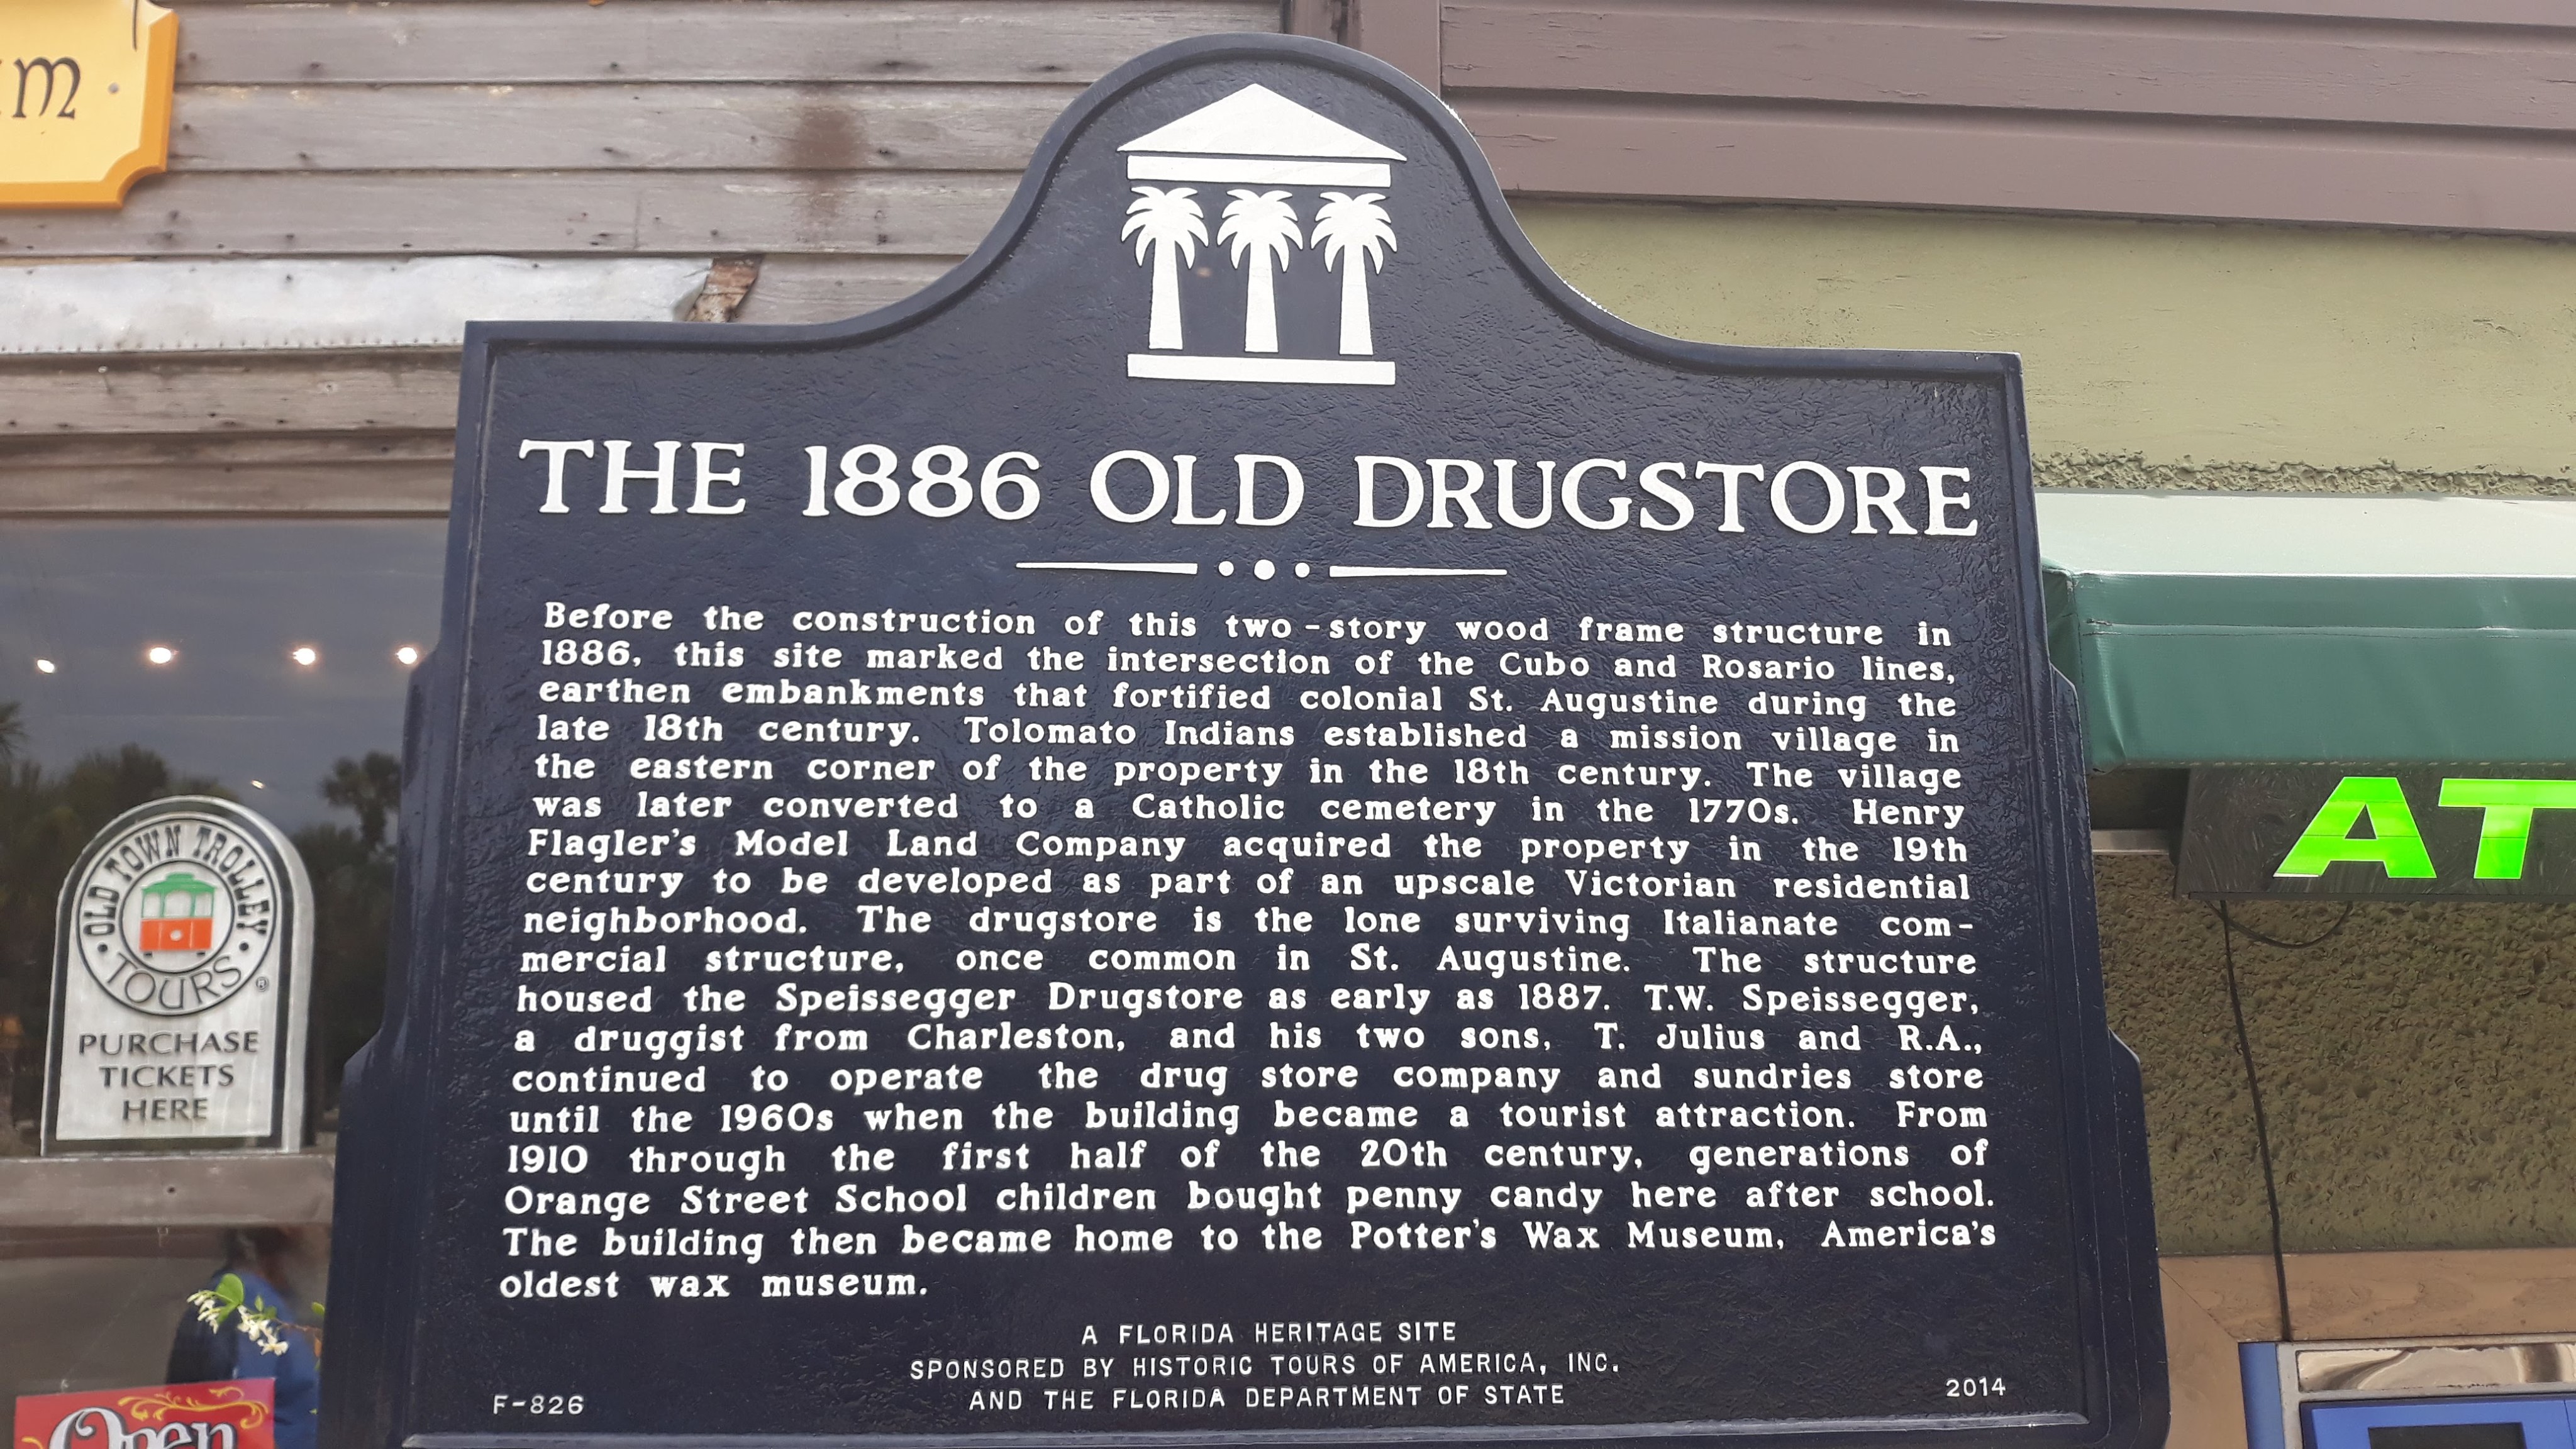 THE 1886 OLD DRUGSTORE
Before the construction of this two-story wood frame structure in
1886, this site marked the intersection of the Cubo and Rosario lines,
earthen embankments that fortified colonial St. Augustine during the
late 18th century. Tolomato Indians established a mission village in
the eastern corner of the property in the 18th century. The village
was later converted to a Catholic cemetery in the 1770s. Henry
Flagler's Model Land Company acquired the property in the 19th
century to be developed as part of an upscale Victorian residential
neighborhood. The drugstore is the lone surviving Italianate com-
mercial structure, once common in St. Augustine. The structure
housed the Speissegger Drugstore as early as 1887. T.W. Speissegger,
a druggist from Charleston, and his two sons, T. Julius and R.A.,
continued to operate the drug store company and sundries store
until the 1960s when the building became a tourist attraction. From
1910 through the first half of the 20th century, generations of
Orange Street School children bought penny candy here after school.
The building then became home to the Potter's Wax Museum, America's
oldest wax museum.
A FLORIDA HERITAGE SITE
SPONSORED BY HISTORIC TOURS OF AMERICA, INC.
AND THE FLORIDA DEPARTMENT OF STATE
F-826
2014
OLD TOWN TROLLEY
TOURS®
PURCHASE
TICKETS
HERE
Open
AT